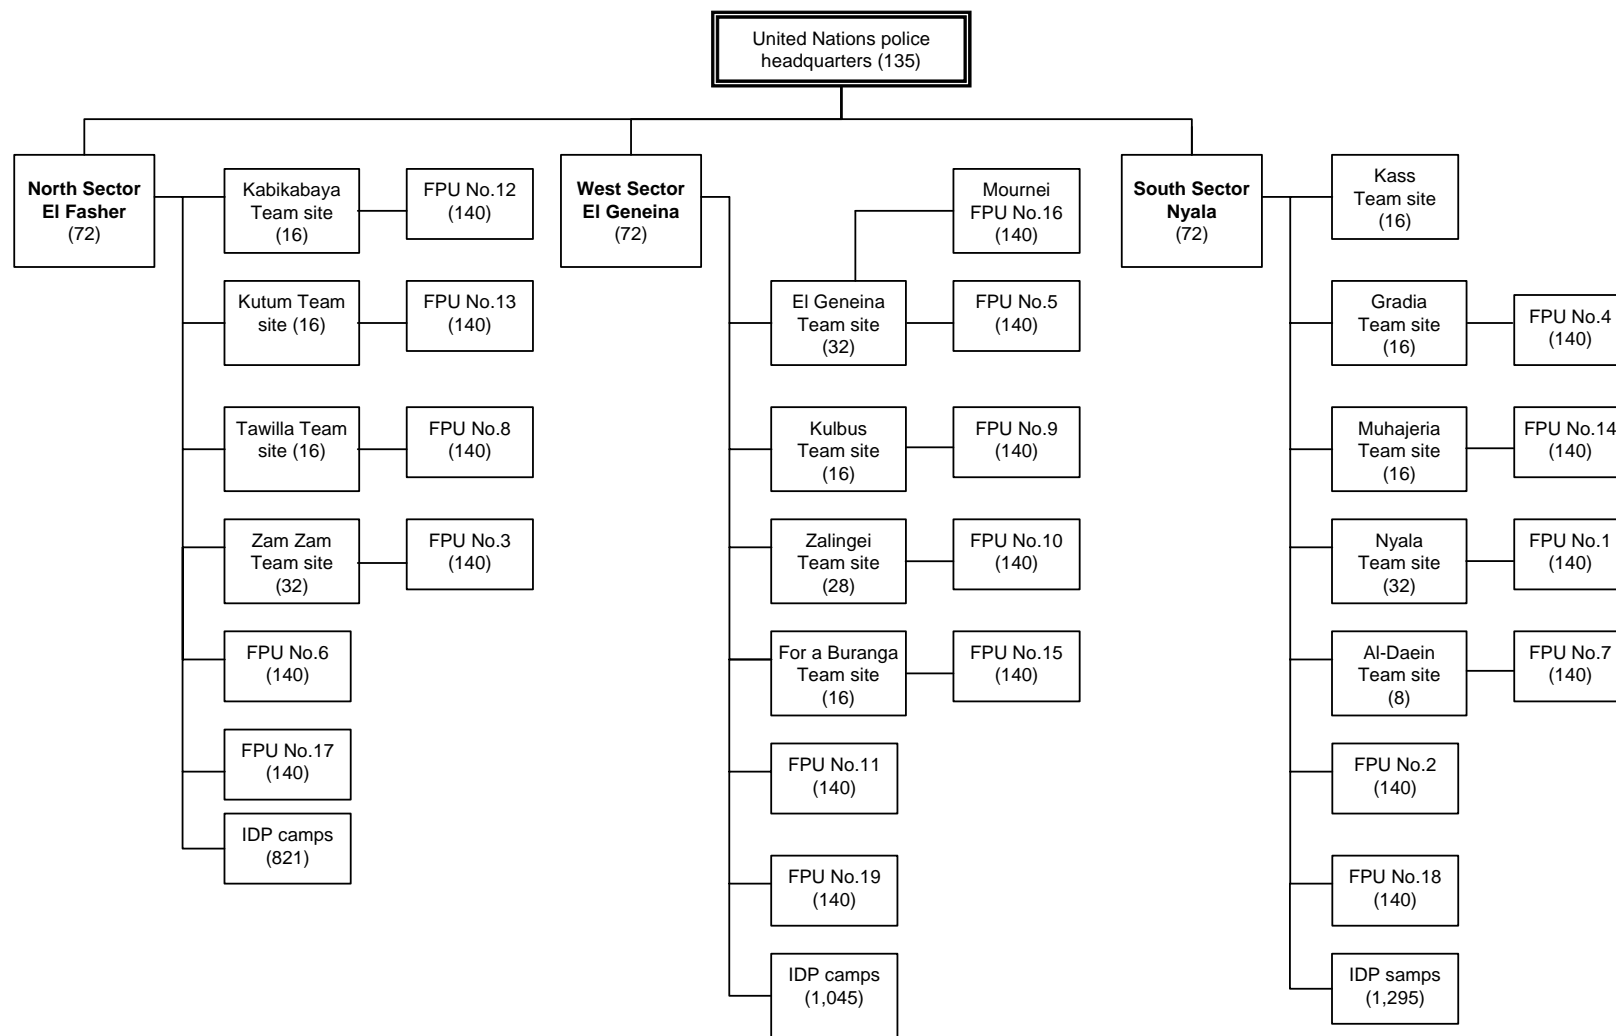 United Nations police
headquarters (135)
North Sector
El Fasher
(72)
Kabikabaya
Team site
(16)
FPU No.12
(140)
Kutum Team
site (16)
FPU No.13
(140)
Tawilla Team
site (16)
FPU No.8
(140)
Zam Zam
Team site
(32)
FPU No.3
(140)
FPU No.6
(140)
FPU No.17
(140)
IDP camps
(821)
West Sector
El Geneina
(72)
Mournei
FPU No.16
(140)
El Geneina
Team site
(32)
FPU No.5
(140)
Kulbus
Team site
(16)
FPU No.9
(140)
Zalingei
Team site
(28)
FPU No.10
(140)
For a Buranga
Team site
(16)
FPU No.15
(140)
FPU No.11
(140)
FPU No.19
(140)
IDP camps
(1,045)
South Sector
Nyala
(72)
Kass
Team site
(16)
Gradia
Team site
(16)
FPU No.4
(140)
Muhajeria
Team site
(16)
FPU No.14
(140)
Nyala
Team site
(32)
FPU No.1
(140)
Al-Daein
Team site
(8)
FPU No.7
(140)
FPU No.2
(140)
FPU No.18
(140)
IDP samps
(1,295)